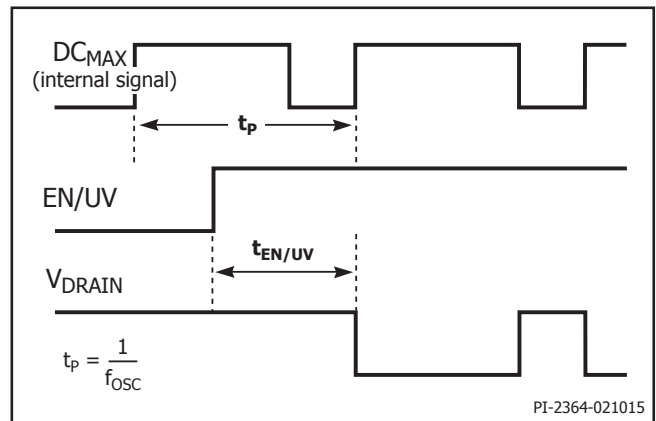 DCMAX
(internal signal)
tP
EN/UV
tEN/UV
VDRAIN
tP = 1/fOSC
PI-2364-021015